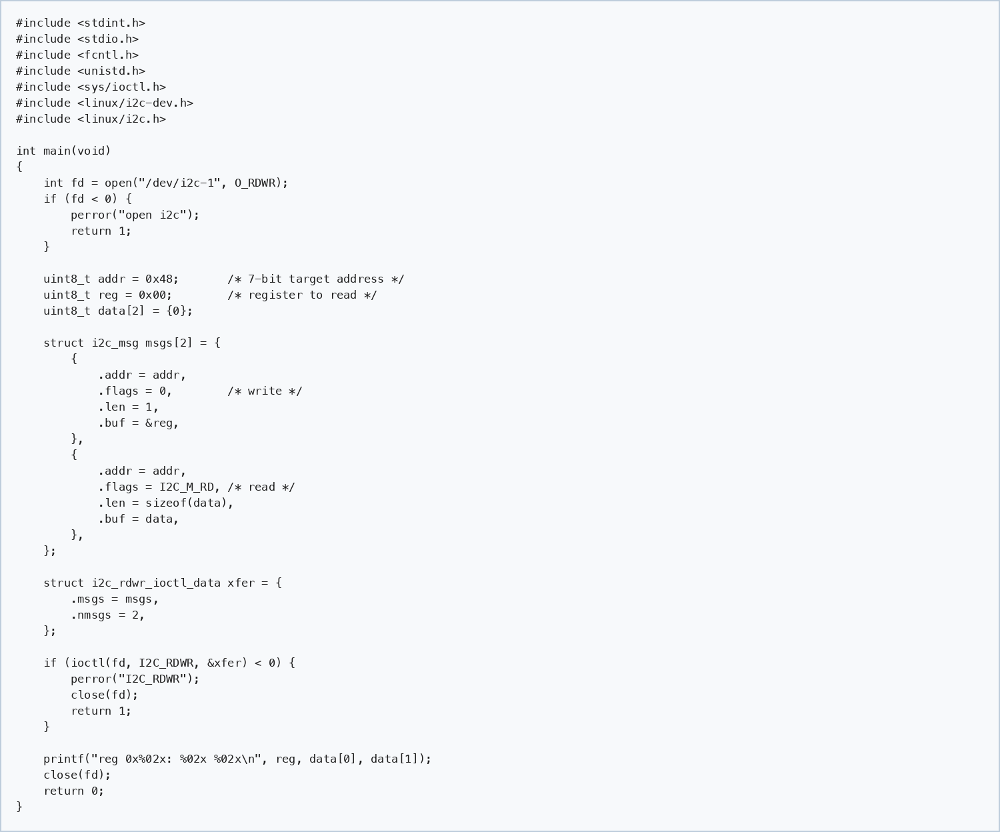 #include <stdint.h>
#include <stdio.h>
#include <fcntl.h>
#include <unistd.h>
#include <sys/ioctl.h>
#include <linux/i2c-dev.h>
#include <linux/i2c.h>

int main(void)
{
    int fd = open("/dev/i2c-1", O_RDWR);
    if (fd < 0) {
        perror("open i2c");
        return 1;
    }

    uint8_t addr = 0x48;       /* 7-bit target address */
    uint8_t reg = 0x00;        /* register to read */
    uint8_t data[2] = {0};

    struct i2c_msg msgs[2] = {
        {
            .addr = addr,
            .flags = 0,        /* write */
            .len = 1,
            .buf = &reg,
        },
        {
            .addr = addr,
            .flags = I2C_M_RD, /* read */
            .len = sizeof(data),
            .buf = data,
        },
    };

    struct i2c_rdwr_ioctl_data xfer = {
        .msgs = msgs,
        .nmsgs = 2,
    };

    if (ioctl(fd, I2C_RDWR, &xfer) < 0) {
        perror("I2C_RDWR");
        close(fd);
        return 1;
    }

    printf("reg 0x%02x: %02x %02x\n", reg, data[0], data[1]);
    close(fd);
    return 0;
}